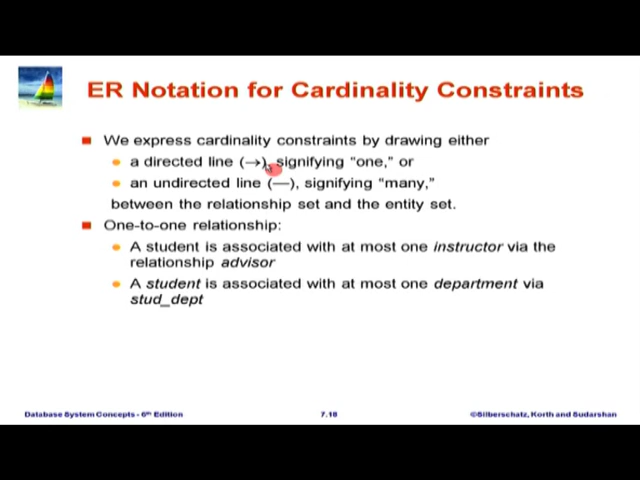 ER Notation for Cardinality Constraints
We express cardinality constraints by drawing either
a directed line (→), signifying "one," or
an undirected line (—), signifying "many,"
between the relationship set and the entity set.
One-to-one relationship:
A student is associated with at most one instructor via the
relationship advisor
A student is associated with at most one department via
stud_dept
Database System Concepts - 6th Edition
7.18
©Silberschatz, Korth and Sudarshan